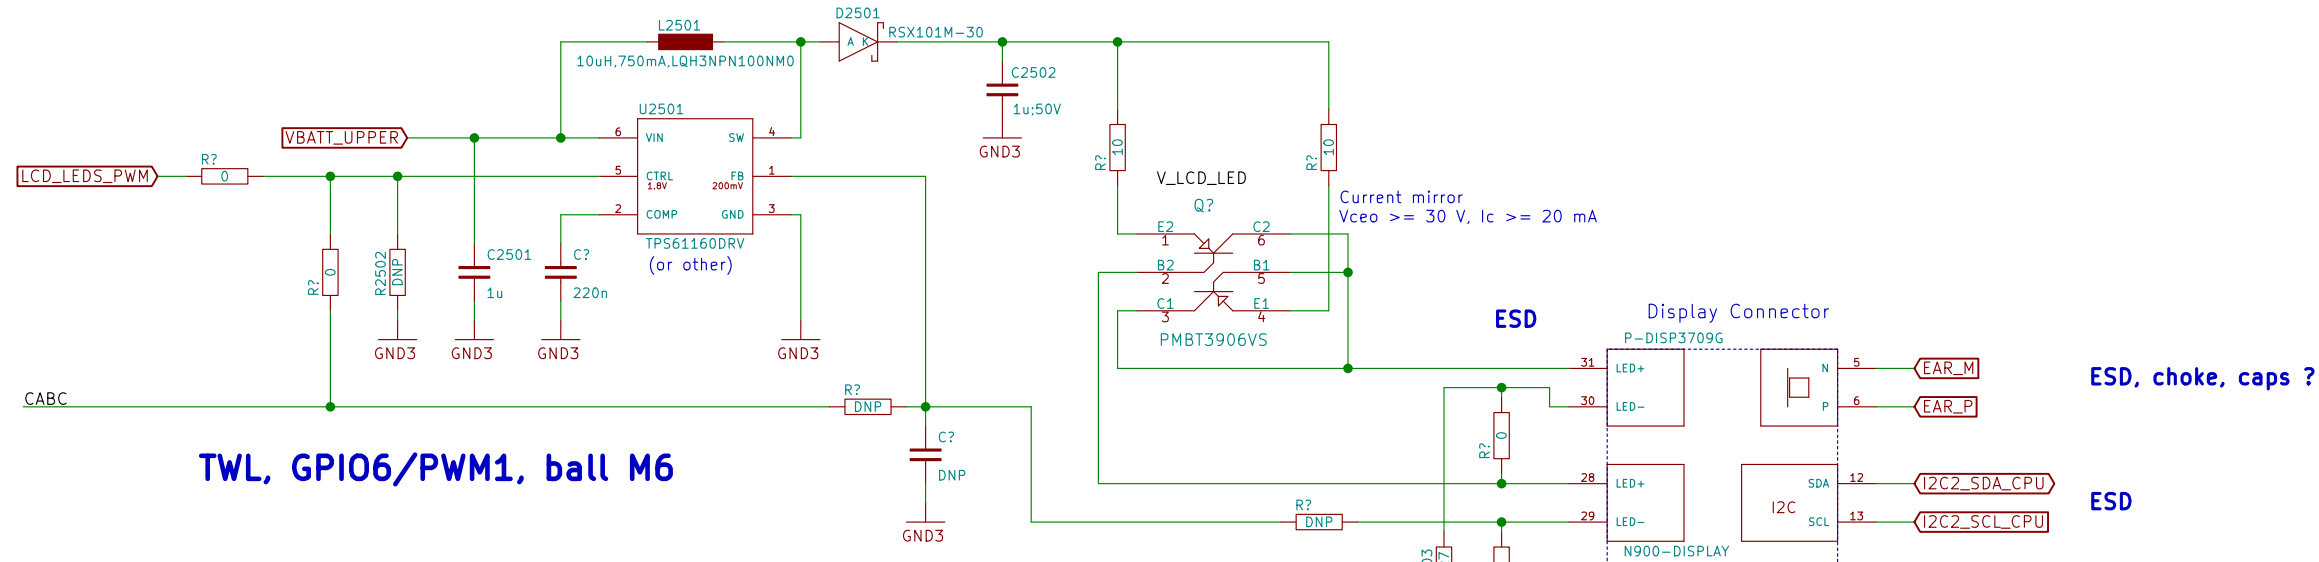 D2501
A K
RSX101M-30
L2501
10uH,750mA,LQH3NPN100NM0
C2502
1u;50V
GND3
U2501
VBATT_UPPER
6 VIN SW 4
LCD_LEDS_PWM
R?
0
5 CTRL FB 1
1.8V 200mV
2 COMP GND 3
TPS61160DRV
(or other)
R?
0
R2502
DNP
C2501
1u
C?
220n
GND3
GND3
GND3
GND3
R?
10
R?
10
V_LCD_LED
Q?
Current mirror
Vceo >= 30 V, Ic >= 20 mA
E2 C2
1 6
B2 B1
2 5
C1 E1
3 4
PMBT3906VS
ESD
Display Connector
P-DISP3709G
31 LED+
30 LED-
N 5 EAR_M
P 6 EAR_P
ESD, choke, caps ?
CABC
R?
DNP
C?
DNP
GND3
TWL, GPIO6/PWM1, ball M6
R?
0
28 LED+
29 LED-
I2C
SDA 12 I2C2_SDA_CPU
SCL 13 I2C2_SCL_CPU
ESD
R?
DNP
N900-DISPLAY